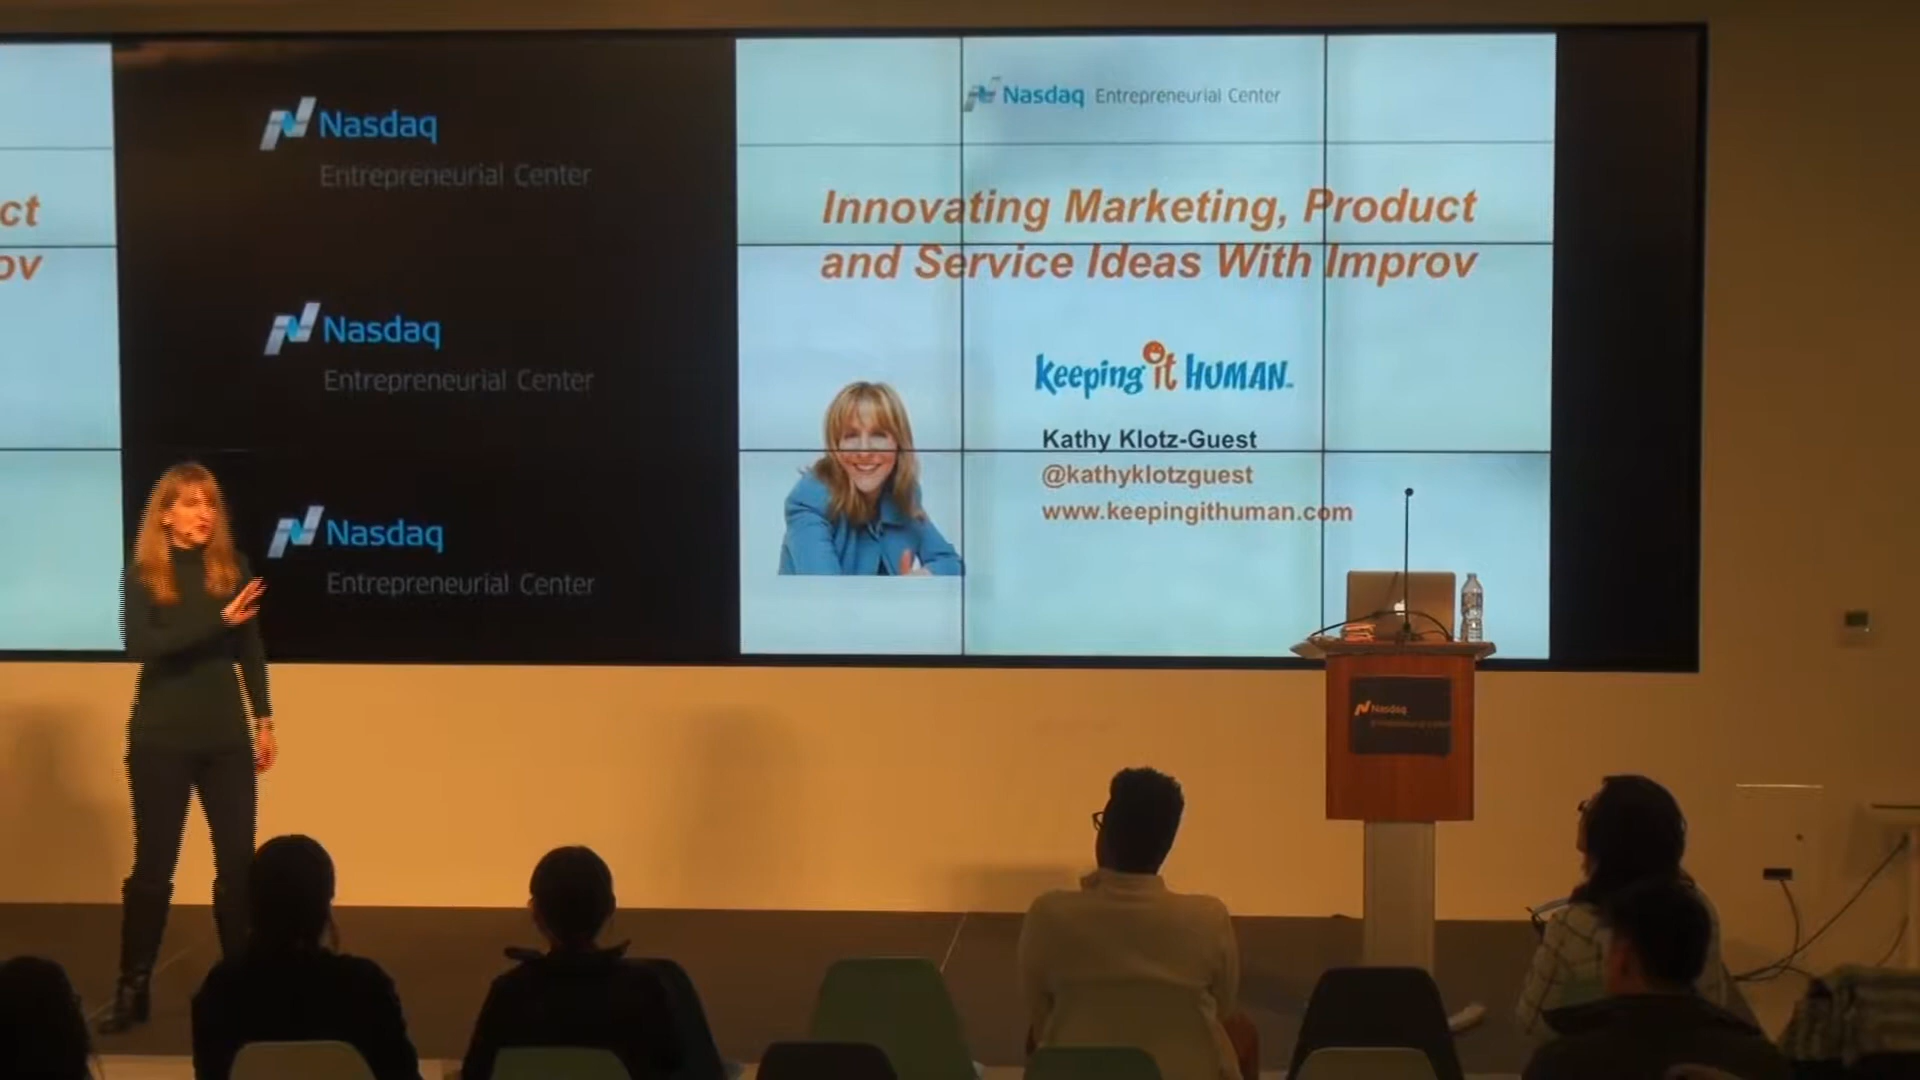 ct
ov
Nasdaq
Entrepreneurial Center
Nasdaq
Entrepreneurial Center
Nasdaq
Entrepreneurial Center
Nasdaq Entrepreneurial Center
Innovating Marketing, Product
and Service Ideas With Improv
keeping it HUMAN
Kathy Klotz-Guest
@kathyklotzguest
www.keepingithuman.com
Nasdaq